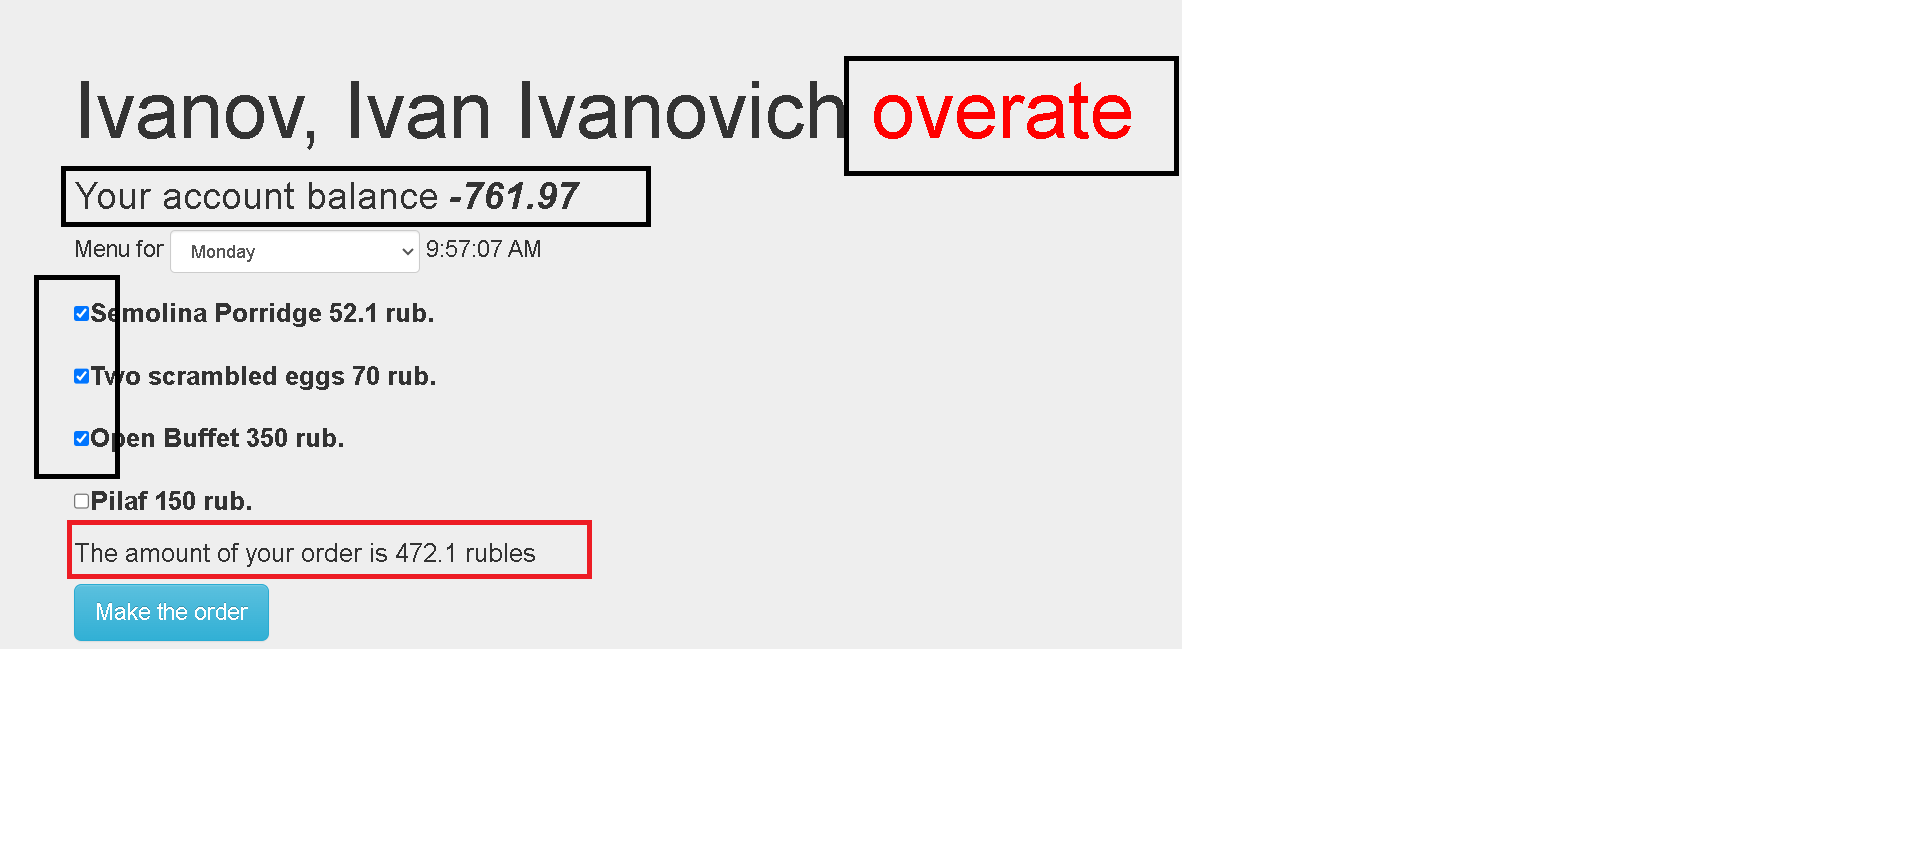 Ivanov, Ivan Ivanovich overate
Your account balance -761.97
Menu for Monday 9:57:07 AM
Semolina Porridge 52.1 rub.
Two scrambled eggs 70 rub.
Open Buffet 350 rub.
Pilaf 150 rub.
The amount of your order is 472.1 rubles
Make the order